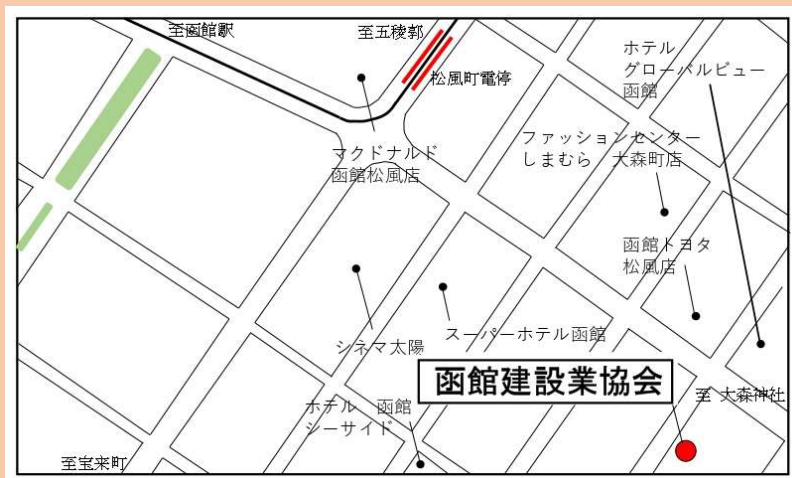 至函館駅
至五稜郭
ホテル
グローバルビュー
函館
松風町電停
ファッションセンター
しまむら 大森町店
マクドナルド
函館松風店
函館トヨタ
松風店
スーパーホテル函館
シネマ太陽
函館建設業協会
至 大森神社
ホテル 函館
シーサイド
至宝来町